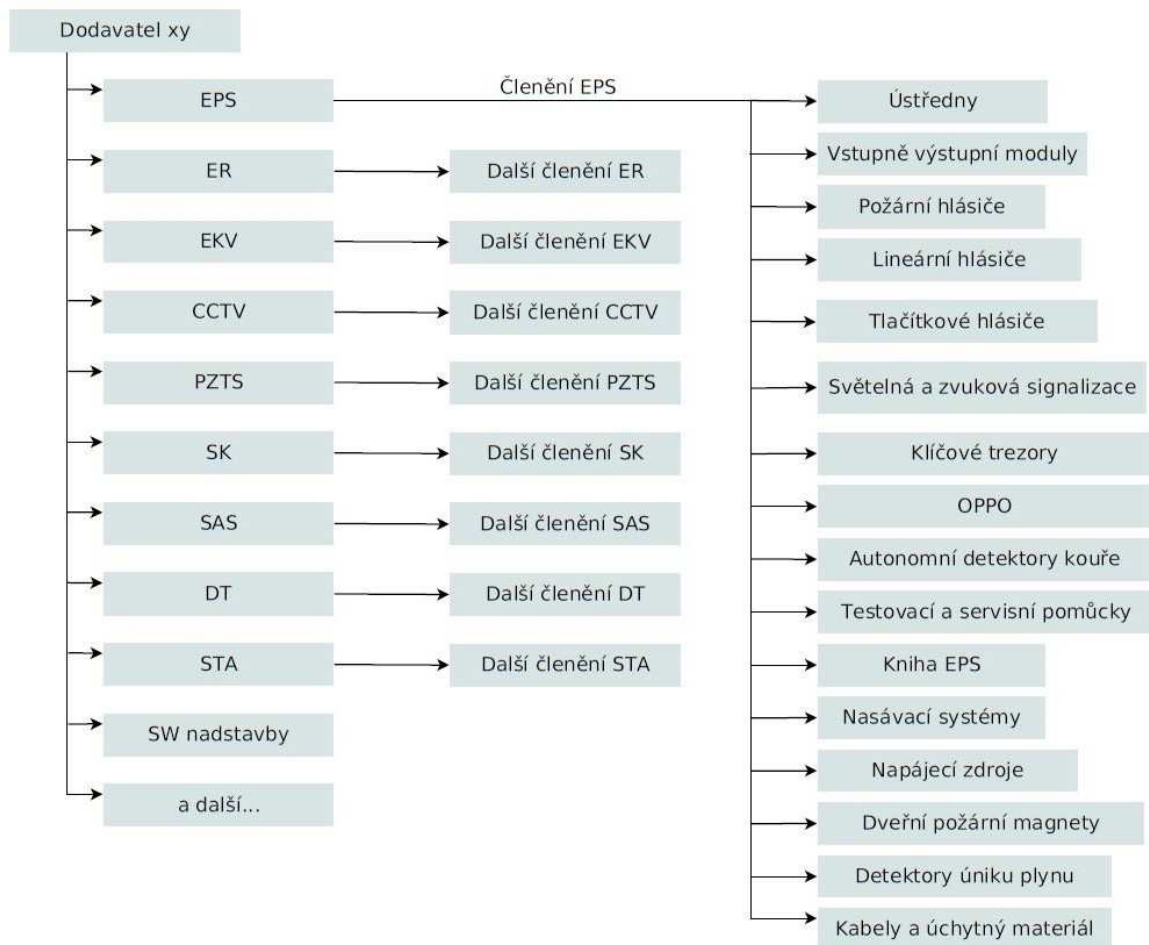 Dodavatel xy
EPS
Členění EPS
ER
Další členění ER
EKV
Další členění EKV
CCTV
Další členění CCTV
PZTS
Další členění PZTS
SK
Další členění SK
SAS
Další členění SAS
DT
Další členění DT
STA
Další členění STA
SW nadstavby
a další...
Ústředny
Vstupně výstupní moduly
Požární hlásiče
Lineární hlásiče
Tlačítkové hlásiče
Světelná a zvuková signalizace
Klíčové trezory
OPPO
Autonomní detektory kouře
Testovací a servisní pomůcky
Kniha EPS
Nasávací systémy
Napájecí zdroje
Dveřní požární magnety
Detektory úniku plynu
Kabely a úchytný materiál